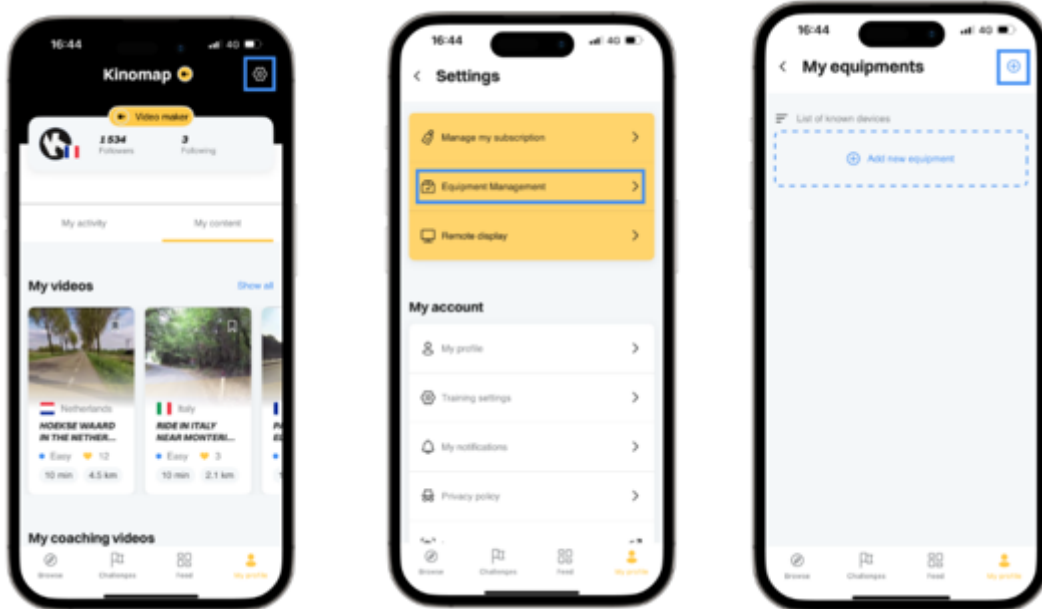 16:44
4G
Kinomap
Video maker
1 534
Followers
3
Following
My activity
My content
My videos
Show all
Netherlands
HOEKSE WAARD
IN THE NETHER...
Easy
12
10 min
4.5 km
Italy
RIDE IN ITALY
NEAR MONTERI...
Easy
3
10 min
2.1 km
My coaching videos
Browse
Challenges
Feed
My profile
16:44
4G
Settings
Manage my subscription
Equipment Management
Remote display
My account
My profile
Training settings
My notifications
Privacy policy
Browse
Challenges
Feed
My profile
16:44
4G
My equipments
List of known devices
Add new equipment
Browse
Challenges
Feed
My profile